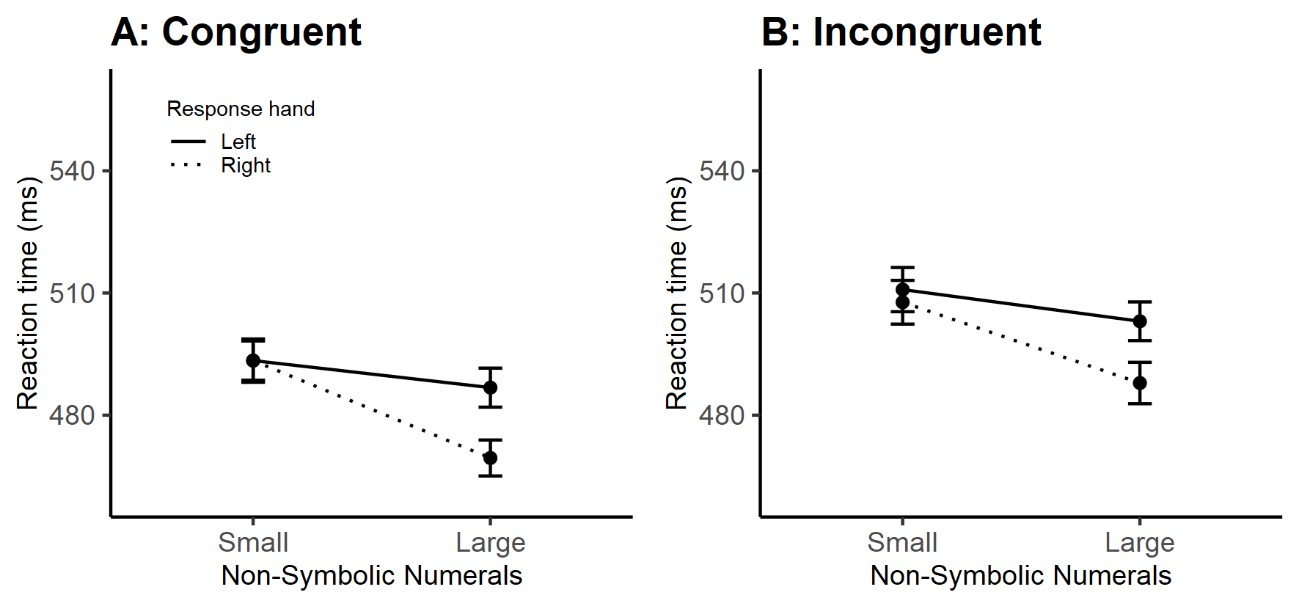 A: Congruent
Response hand
Left
Right
540
510
480
Reaction time (ms)
Small Large
Non-Symbolic Numerals
B: Incongruent
540
510
480
Reaction time (ms)
Small Large
Non-Symbolic Numerals